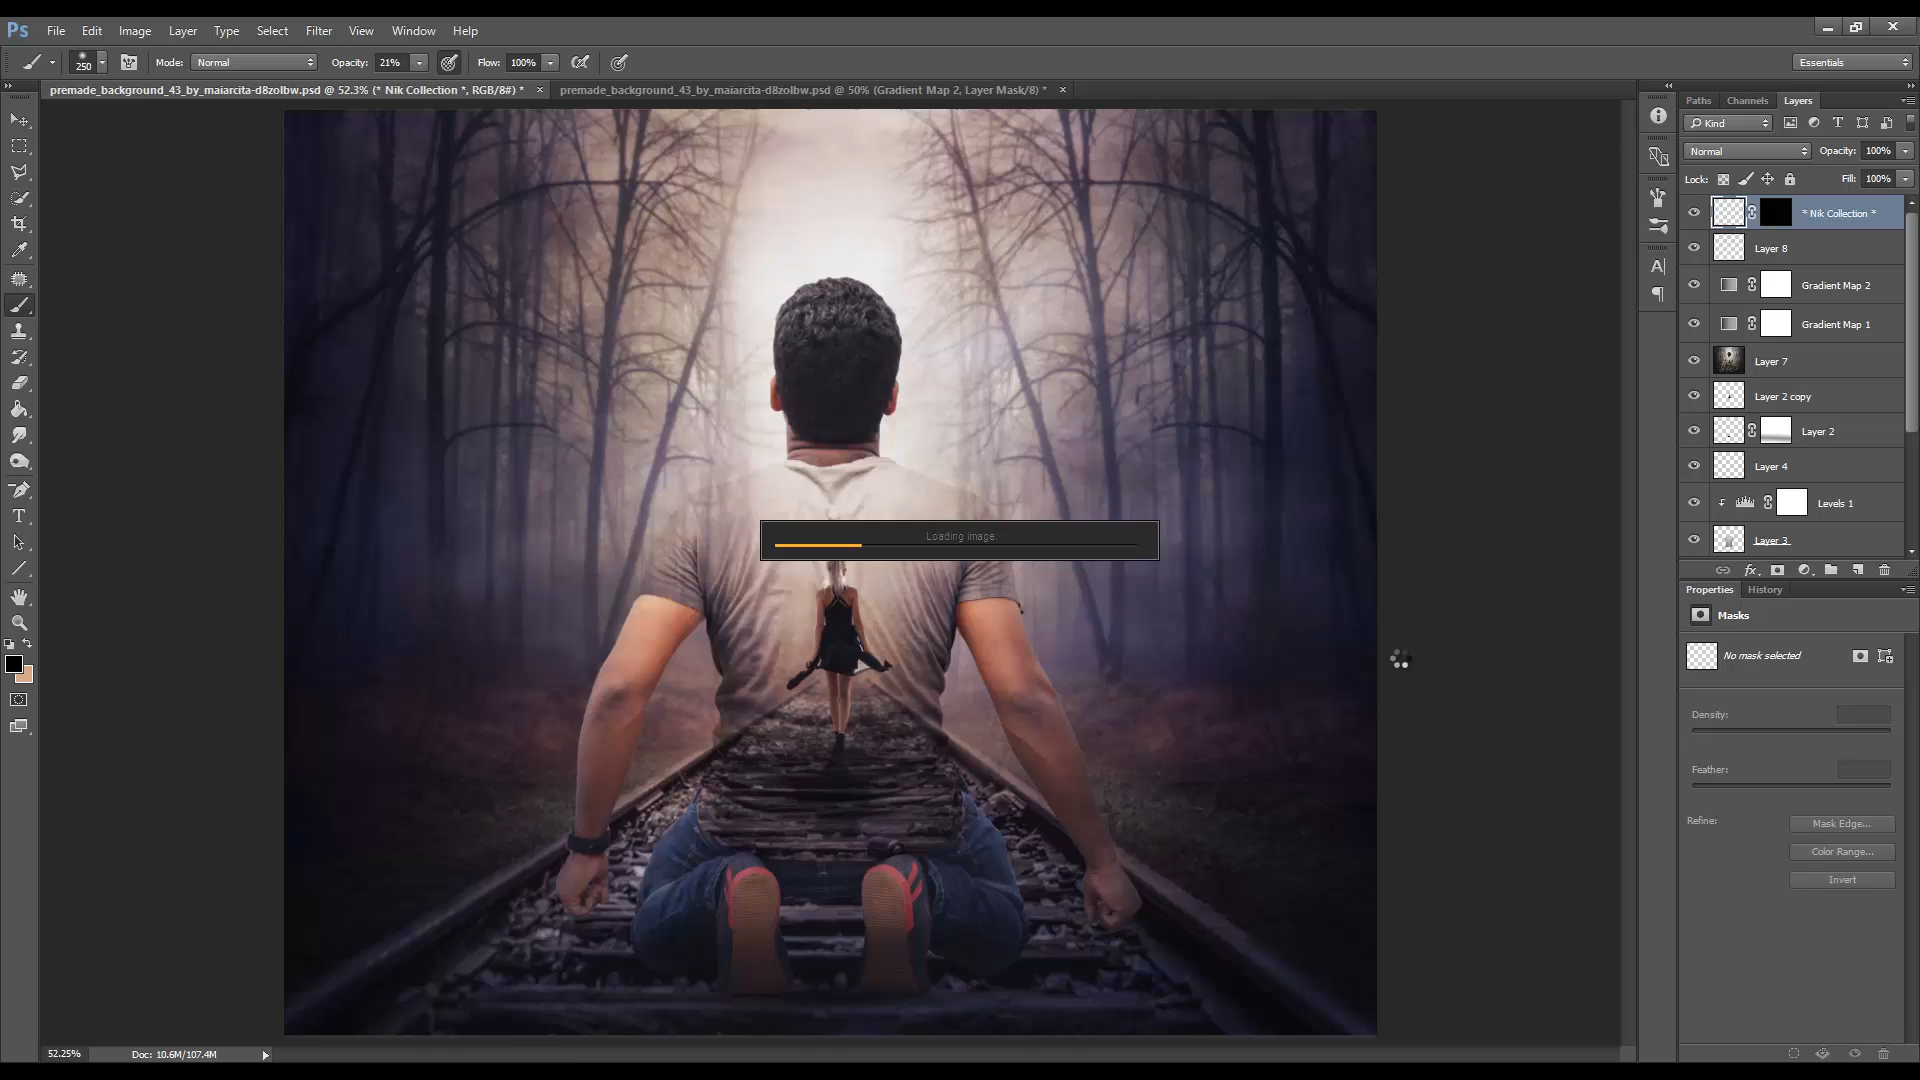 Ps File Edit Image Layer Type Select Filter View Window Help
250 Mode: Normal Opacity: 21% Flow: 100% Essentials
premade_background_43_by_maiarcita-d8zolbw.psd @ 52.3% (* Nik Collection *, RGB/8#) * × premade_background_43_by_maiarcita-d8zolbw.psd @ 50% (Gradient Map 2, Layer Mask/8) * ×
Paths Channels Layers
Kind
Normal Opacity: 100%
Lock: Fill: 100%
* Nik Collection *
Layer 8
Gradient Map 2
Gradient Map 1
Layer 7
Layer 2 copy
Layer 2
Layer 4
Levels 1
Layer 3
Loading image.
Properties History
Masks
No mask selected
Density:
Feather:
Refine: Mask Edge...
Color Range...
Invert
52.25% Doc: 10.6M/107.4M